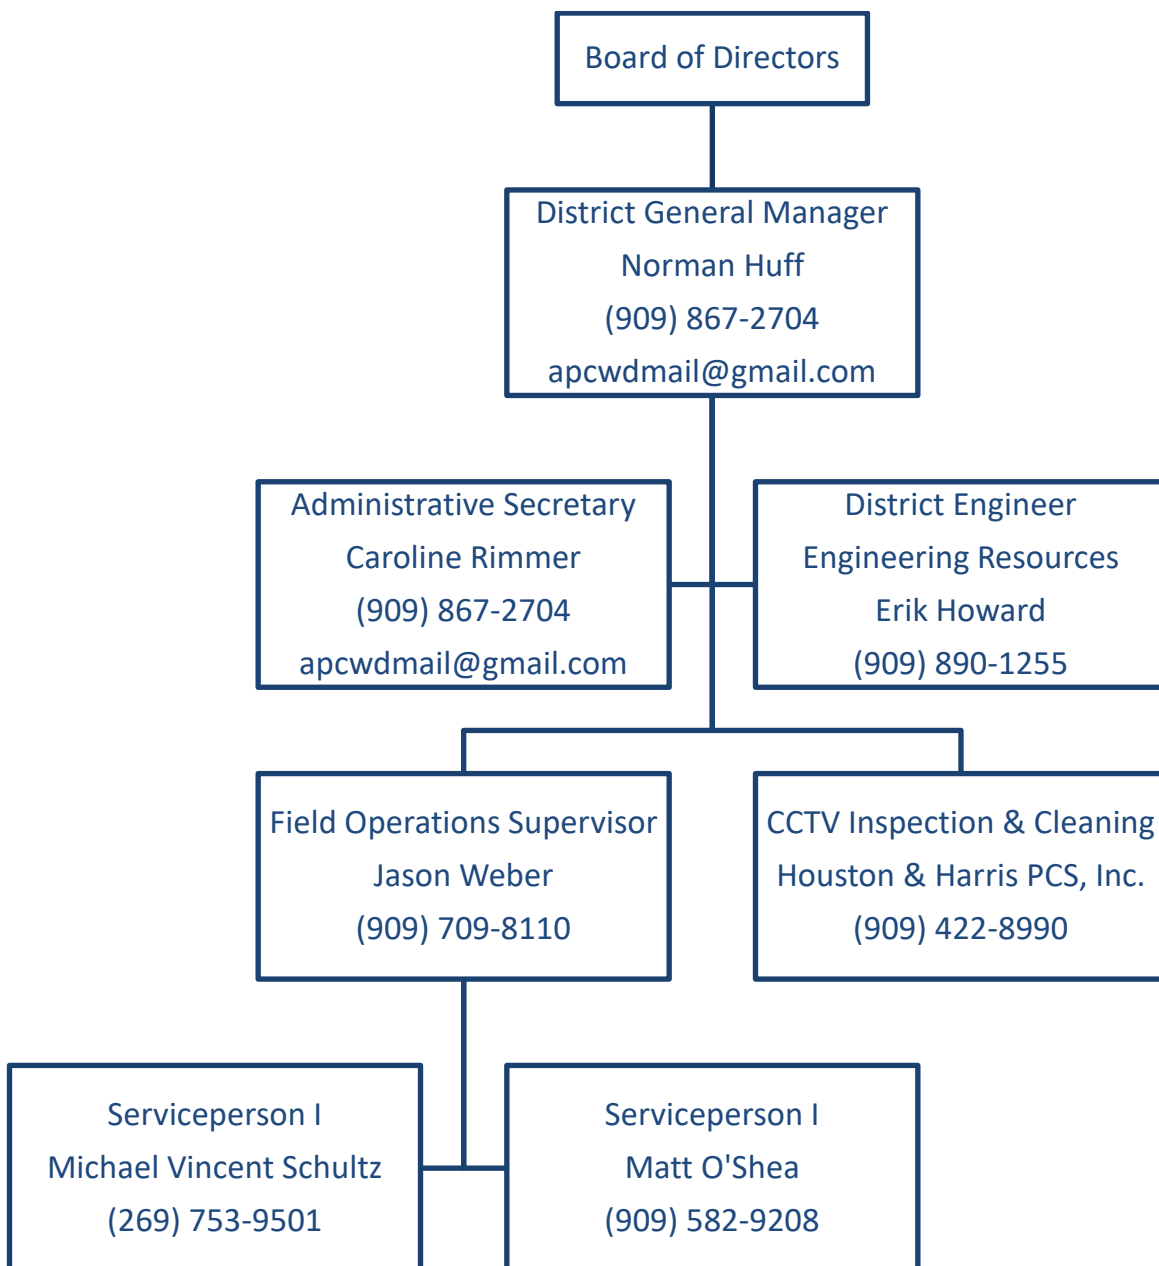 Board of Directors
District General Manager
Norman Huff
(909) 867-2704
apcwdmail@gmail.com
Administrative Secretary
Caroline Rimmer
(909) 867-2704
apcwdmail@gmail.com
District Engineer
Engineering Resources
Erik Howard
(909) 890-1255
Field Operations Supervisor
Jason Weber
(909) 709-8110
CCTV Inspection & Cleaning
Houston & Harris PCS, Inc.
(909) 422-8990
Serviceperson I
Michael Vincent Schultz
(269) 753-9501
Serviceperson I
Matt O'Shea
(909) 582-9208